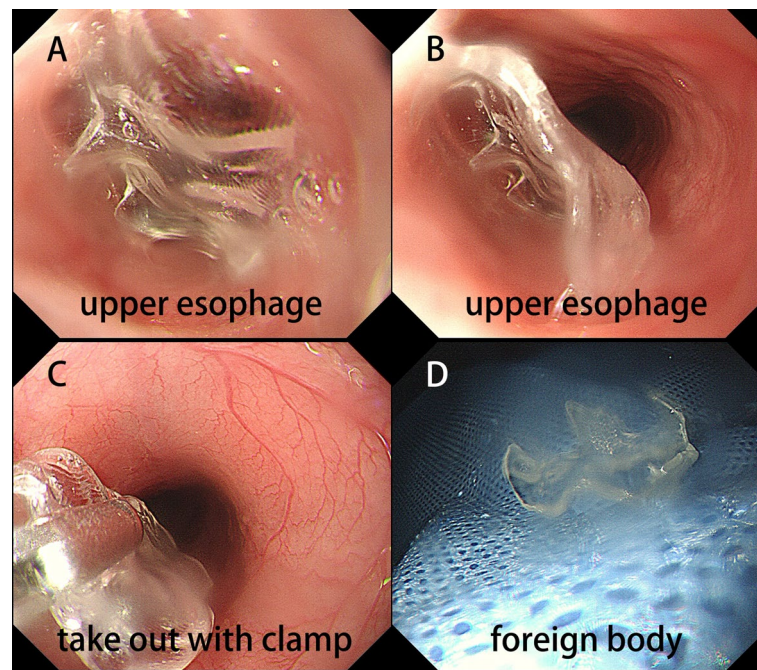 A
B
upper esophage
upper esophage
C
D
take out with clamp
foreign body